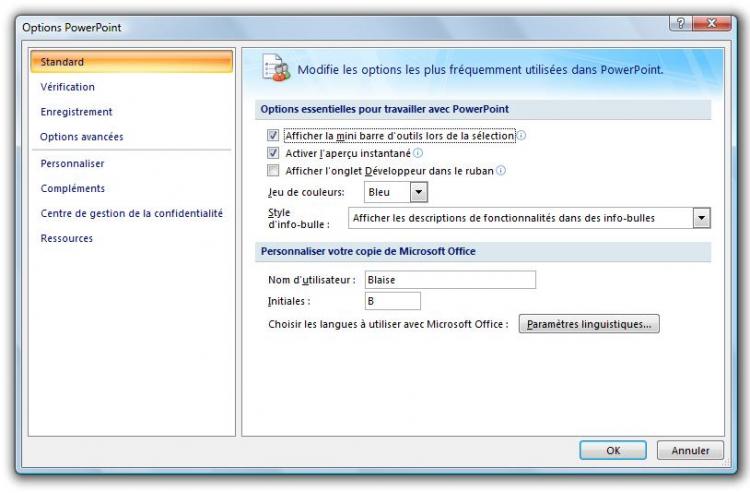 Options PowerPoint
Standard
Vérification
Enregistrement
Options avancées
Personnaliser
Compléments
Centre de gestion de la confidentialité
Ressources
Modifie les options les plus fréquemment utilisées dans PowerPoint.
Options essentielles pour travailler avec PowerPoint
Afficher la mini barre d'outils lors de la sélection
Activer l'aperçu instantané
Afficher l'onglet Développeur dans le ruban
Jeu de couleurs: Bleu
Style
d'info-bulle : Afficher les descriptions de fonctionnalités dans des info-bulles
Personnaliser votre copie de Microsoft Office
Nom d'utilisateur : Blaise
Initiales : B
Choisir les langues à utiliser avec Microsoft Office : Paramètres linguistiques...
OK Annuler